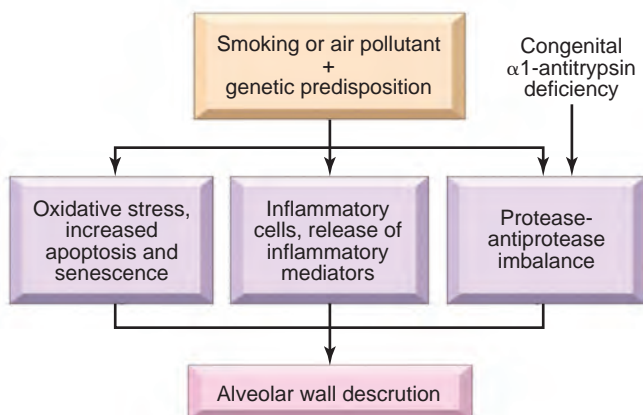 Smoking or air pollutant
+
genetic predisposition
Congenital
α1-antitrypsin
deficiency
Oxidative stress,
increased
apoptosis and
senescence
Inflammatory
cells, release of
inflammatory
mediators
Protease-
antiprotease
imbalance
Alveolar wall descrution